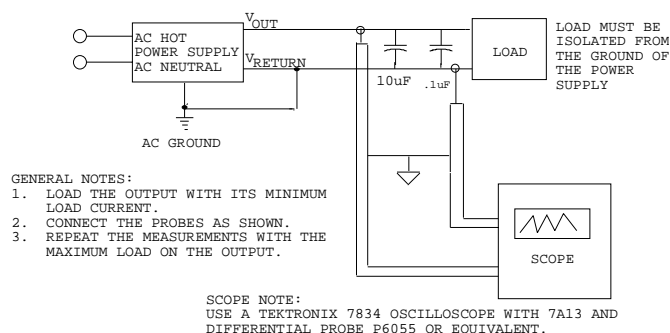 VOUT
AC HOT
POWER SUPPLY
AC NEUTRAL
VRETURN
10uF
.1uF
LOAD
LOAD MUST BE
ISOLATED FROM
THE GROUND OF
THE POWER
SUPPLY
AC GROUND
GENERAL NOTES:
1. LOAD THE OUTPUT WITH ITS MINIMUM
LOAD CURRENT.
2. CONNECT THE PROBES AS SHOWN.
3. REPEAT THE MEASUREMENTS WITH THE
MAXIMUM LOAD ON THE OUTPUT.
SCOPE
SCOPE NOTE:
USE A TEKTRONIX 7834 OSCILLOSCOPE WITH 7A13 AND
DIFFERENTIAL PROBE P6055 OR EQUIVALENT.